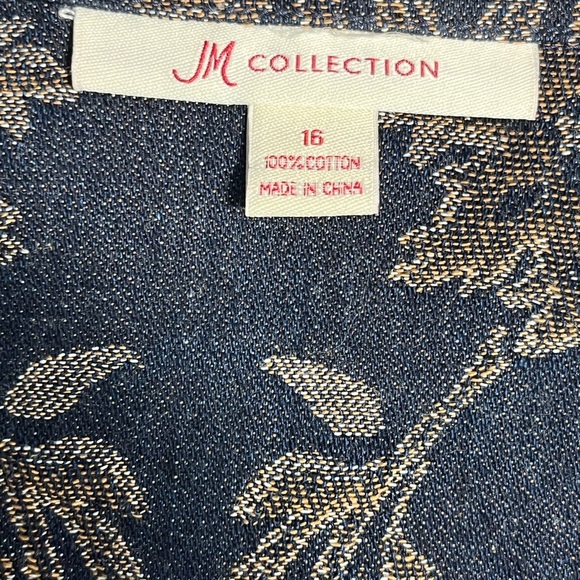 JM COLLECTION
16
100% COTTON
MADE IN CHINA